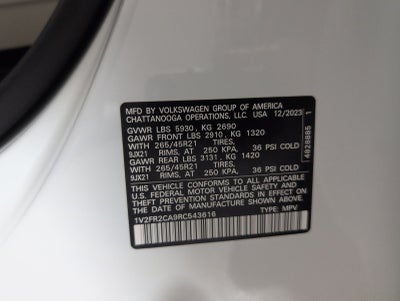 MFD BY VOLKSWAGEN GROUP OF AMERICA
CHATTANOOGA OPERATIONS, LLC. USA 12/2023
GVWR LBS 5930, KG 2690
GAWR FRONT LBS 2910, KG 1320
WITH 265/45R21 TIRES,
9JX21 RIMS, AT 250 KPA, 36 PSI COLD
GAWR REAR LBS 3131, KG 1420
WITH 265/45R21 TIRES,
9JX21 RIMS, AT 250 KPA, 36 PSI COLD
THIS VEHICLE CONFORMS TO ALL APPLICABLE
U.S. FEDERAL MOTOR VEHICLE SAFETY AND
THEFT PREVENTION STANDARDS IN EFFECT
ON THE DATE OF MANUFACTURE SHOWN ABOVE.
1V2FR2CA9RC543616 TYPE: MPV
4828885 1